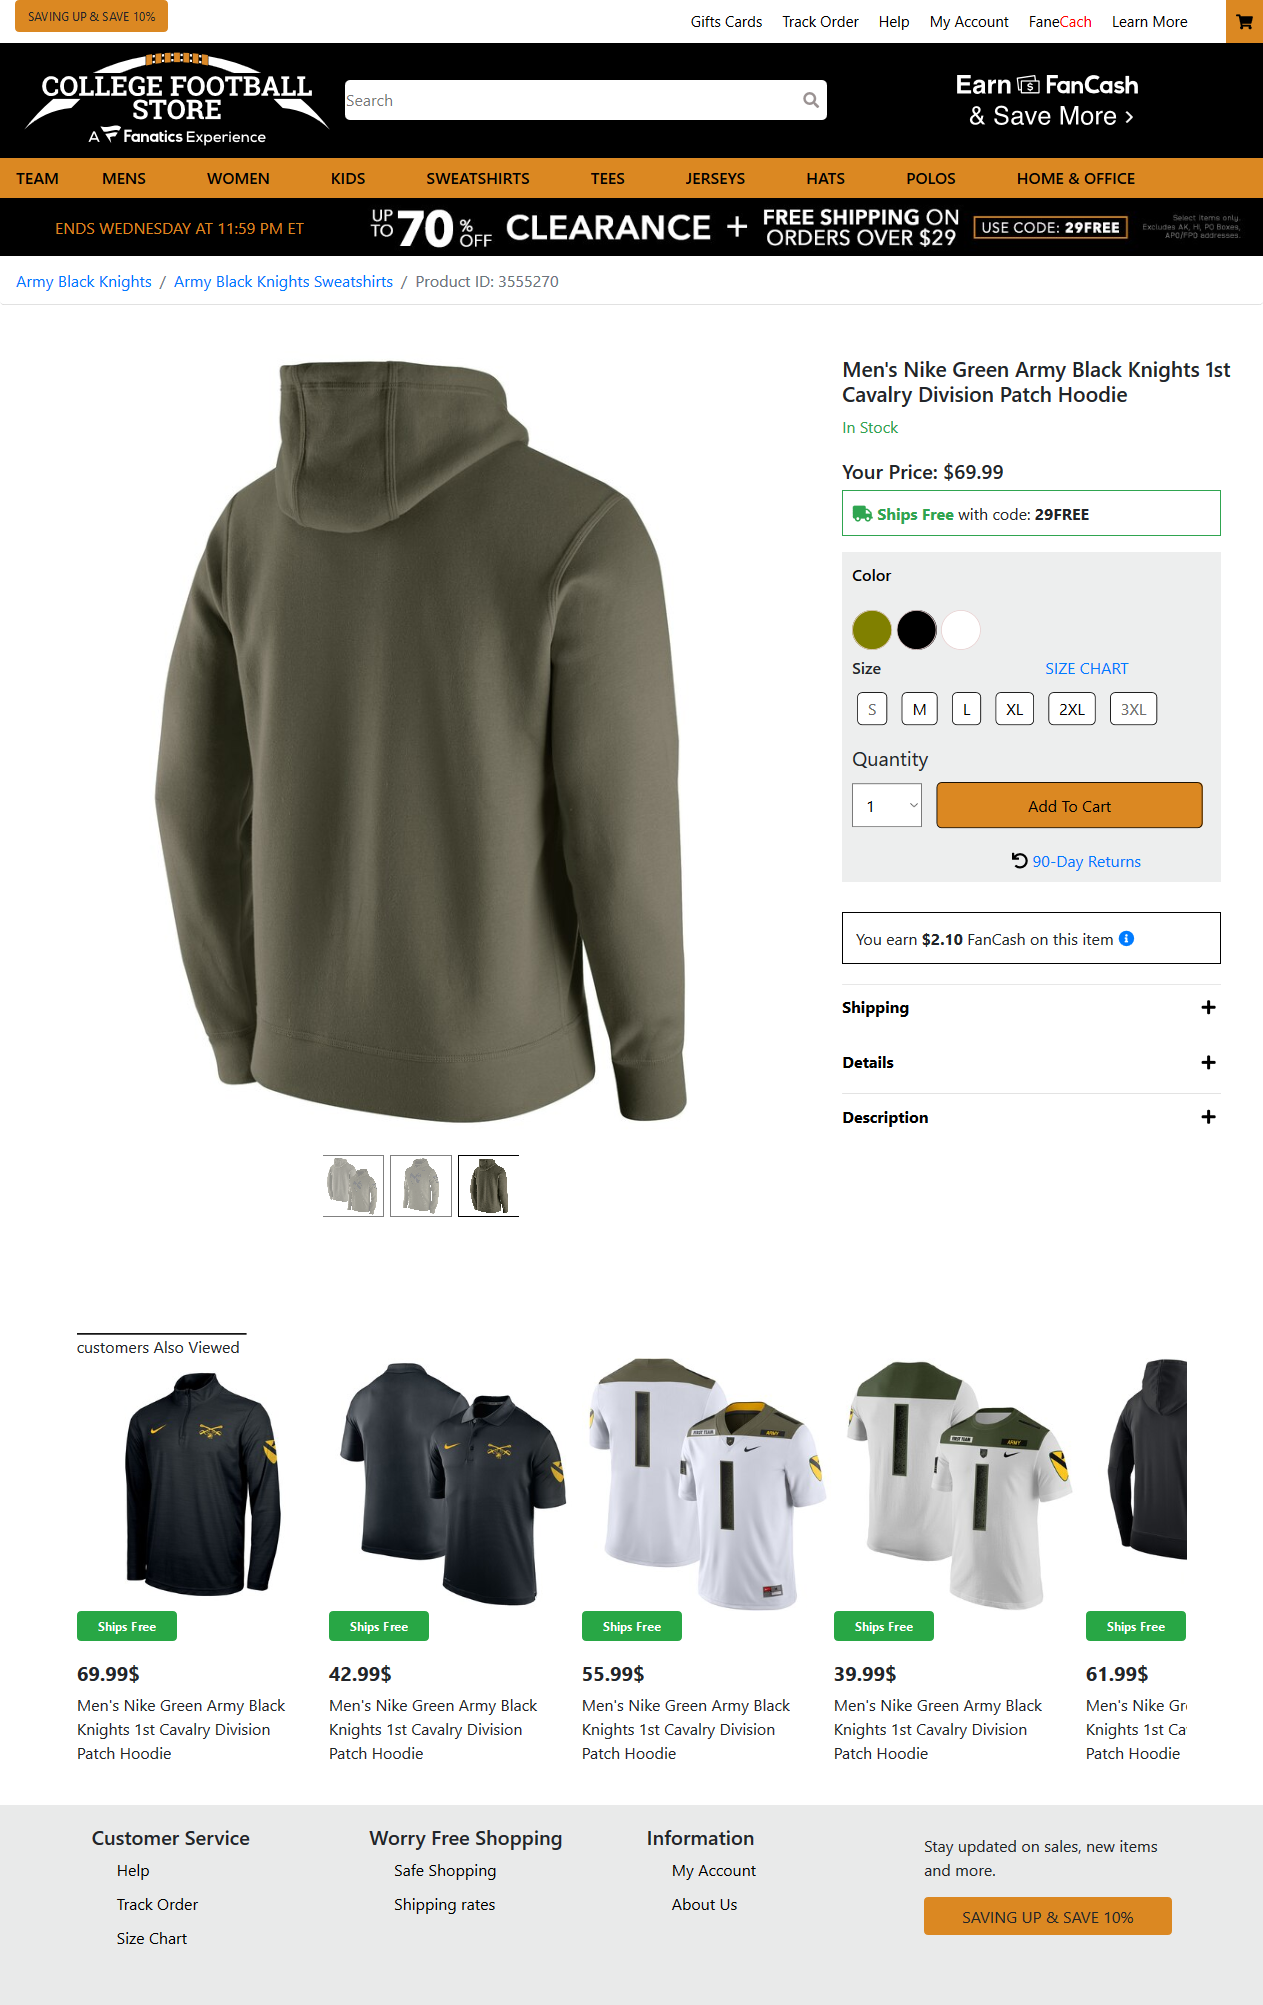 SAVING UP & SAVE 10%
Gifts Cards Track Order Help My Account FaneCach Learn More
COLLEGE FOOTBALL
STORE
A Fanatics Experience
Search
Earn FanCash
& Save More ›
TEAM MENS WOMEN KIDS SWEATSHIRTS TEES JERSEYS HATS POLOS HOME & OFFICE
ENDS WEDNESDAY AT 11:59 PM ET
UP TO 70% OFF CLEARANCE +
FREE SHIPPING ON
ORDERS OVER $29
USE CODE: 29FREE
Select items only.
Excludes AK, HI, PO Boxes,
APO/FPO addresses.
Army Black Knights / Army Black Knights Sweatshirts / Product ID: 3555270
Men's Nike Green Army Black Knights 1st
Cavalry Division Patch Hoodie
In Stock
Your Price: $69.99
Ships Free with code: 29FREE
Color
Size SIZE CHART
S M L XL 2XL 3XL
Quantity
1 Add To Cart
90-Day Returns
You earn $2.10 FanCash on this item
Shipping +
Details +
Description +
customers Also Viewed
Ships Free Ships Free Ships Free Ships Free Ships Free
69.99$ 42.99$ 55.99$ 39.99$ 61.99$
Men's Nike Green Army Black Men's Nike Green Army Black Men's Nike Green Army Black Men's Nike Green Army Black Men's Nike Gr
Knights 1st Cavalry Division Knights 1st Cavalry Division Knights 1st Cavalry Division Knights 1st Cavalry Division Knights 1st Ca
Patch Hoodie Patch Hoodie Patch Hoodie Patch Hoodie Patch Hoodie
Customer Service
Help
Track Order
Size Chart
Worry Free Shopping
Safe Shopping
Shipping rates
Information
My Account
About Us
Stay updated on sales, new items
and more.
SAVING UP & SAVE 10%